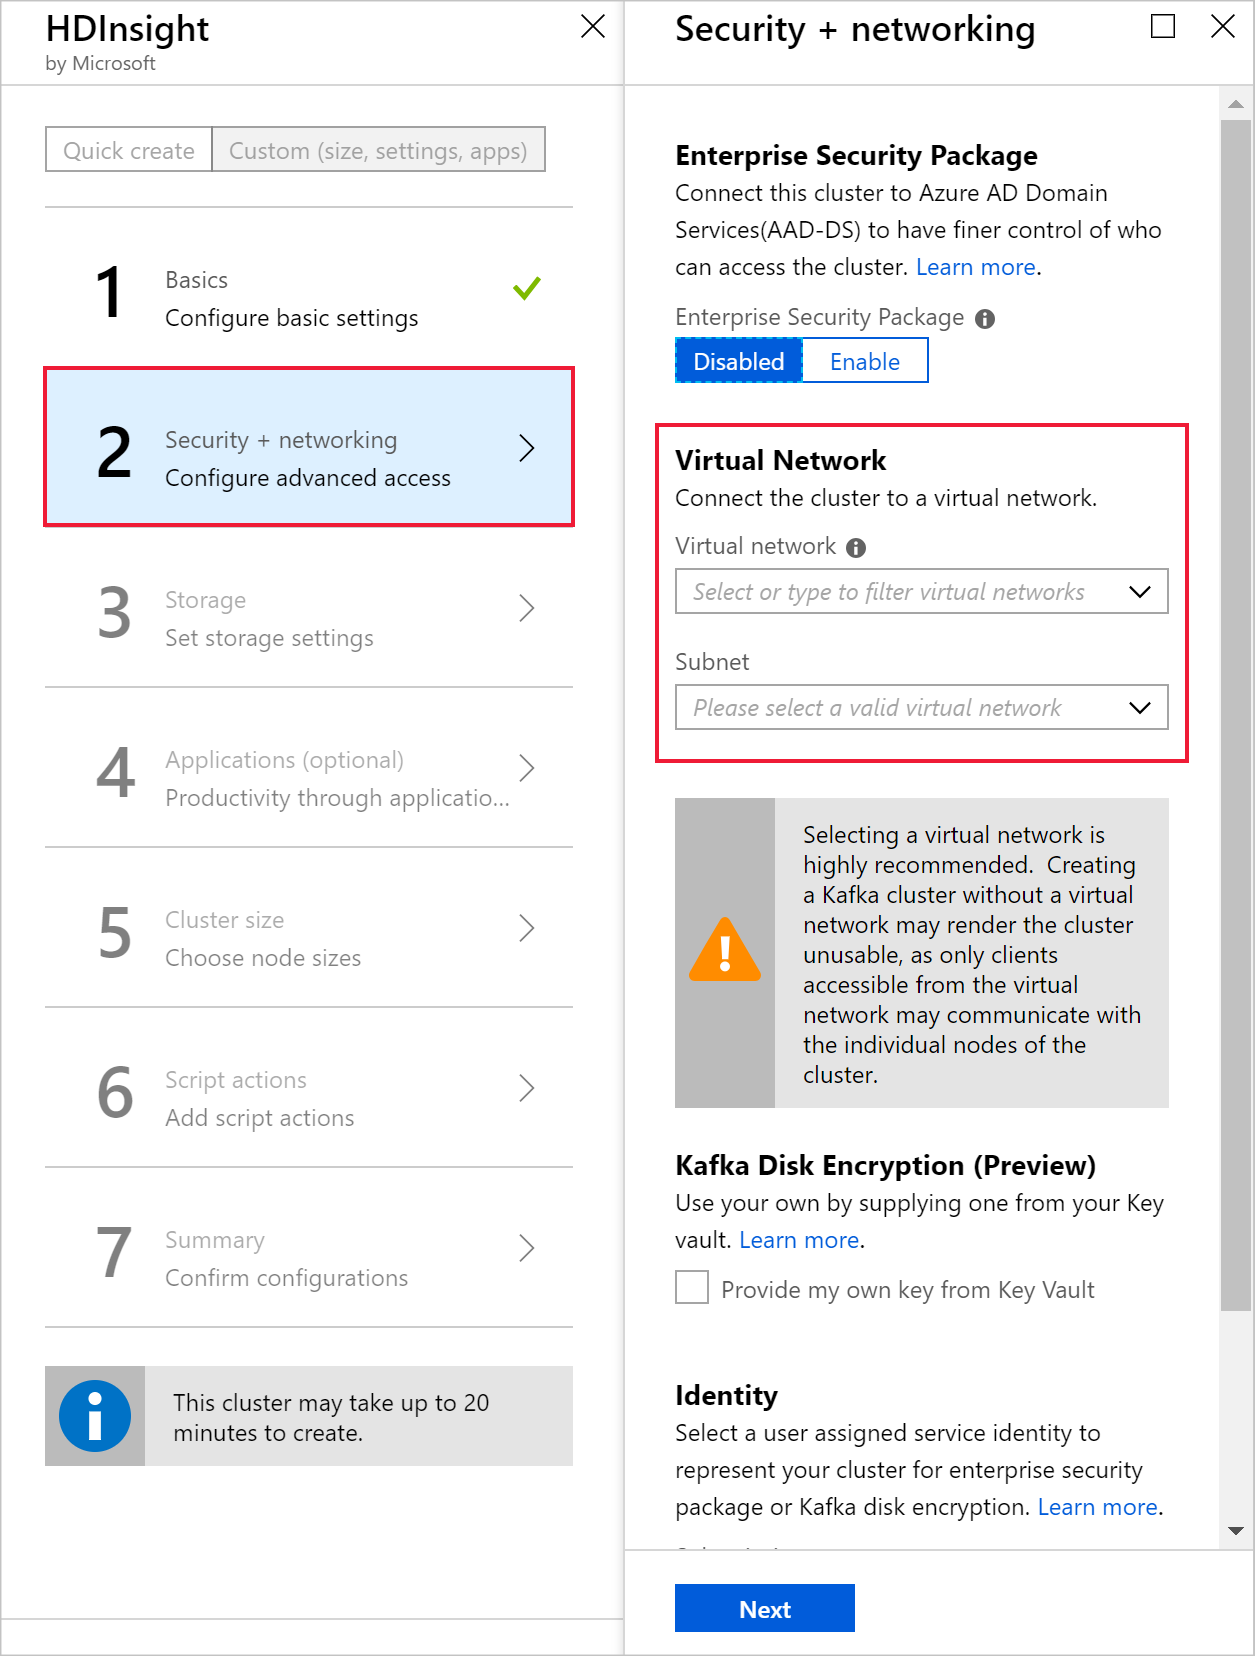 HDInsight
by Microsoft
Quick create
Custom (size, settings, apps)
1
Basics
Configure basic settings
2
Security + networking
Configure advanced access
3
Storage
Set storage settings
4
Applications (optional)
Productivity through applicatio...
5
Cluster size
Choose node sizes
6
Script actions
Add script actions
7
Summary
Confirm configurations
This cluster may take up to 20
minutes to create.
Security + networking
Enterprise Security Package
Connect this cluster to Azure AD Domain
Services(AAD-DS) to have finer control of who
can access the cluster. Learn more.
Enterprise Security Package
Disabled
Enable
Virtual Network
Connect the cluster to a virtual network.
Virtual network
Select or type to filter virtual networks
Subnet
Please select a valid virtual network
Selecting a virtual network is
highly recommended.  Creating
a Kafka cluster without a virtual
network may render the cluster
unusable, as only clients
accessible from the virtual
network may communicate with
the individual nodes of the
cluster.
Kafka Disk Encryption (Preview)
Use your own by supplying one from your Key
vault. Learn more.
Provide my own key from Key Vault
Identity
Select a user assigned service identity to
represent your cluster for enterprise security
package or Kafka disk encryption. Learn more.
Next